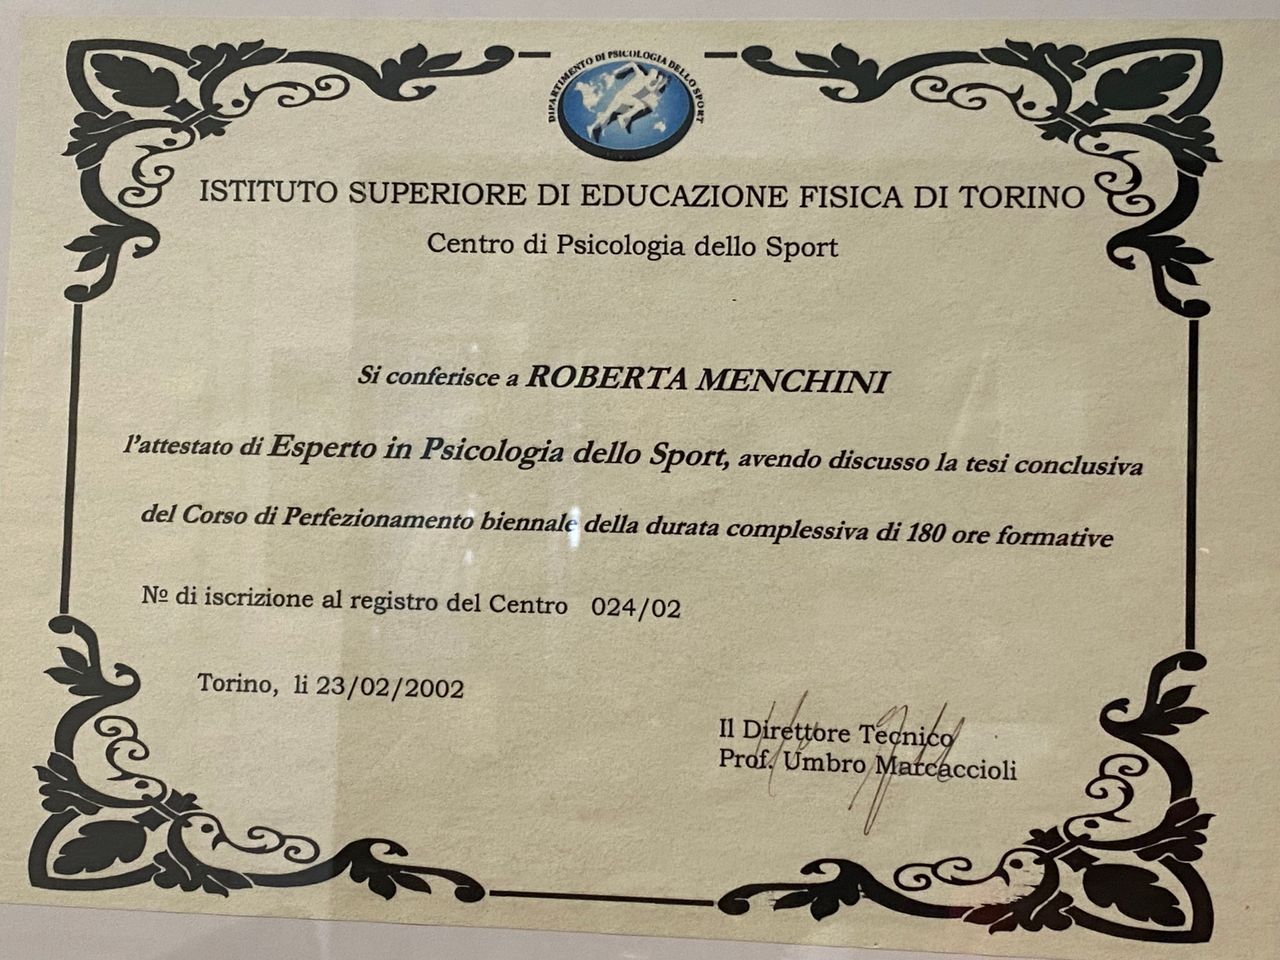 DIPARTIMENTO DI PSICOLOGIA DELLO SPORT
ISTITUTO SUPERIORE DI EDUCAZIONE FISICA DI TORINO
Centro di Psicologia dello Sport
Si conferisce a ROBERTA MENCHINI
l'attestato di Esperto in Psicologia dello Sport, avendo discusso la tesi conclusiva
del Corso di Perfezionamento biennale della durata complessiva di 180 ore formative
Nº di iscrizione al registro del Centro 024/02
Torino, li 23/02/2002
Il Direttore Tecnico
Prof. Umbro Marcaccioli